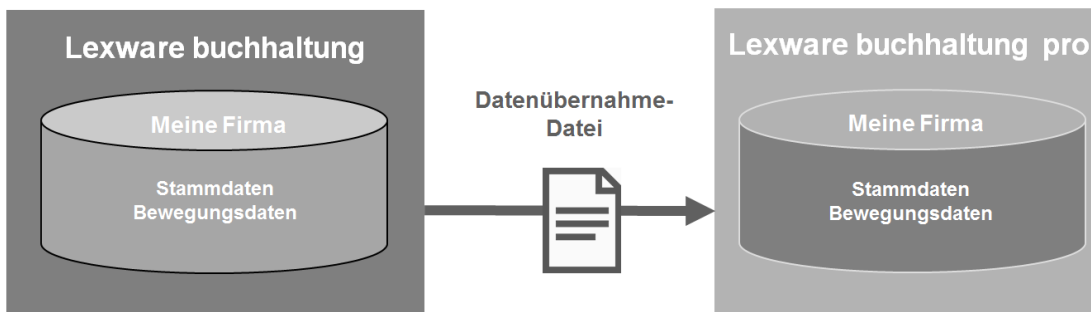 Lexware buchhaltung
Meine Firma
Stammdaten
Bewegungsdaten
Datenübernahme-
Datei
Lexware buchhaltung pro
Meine Firma
Stammdaten
Bewegungsdaten